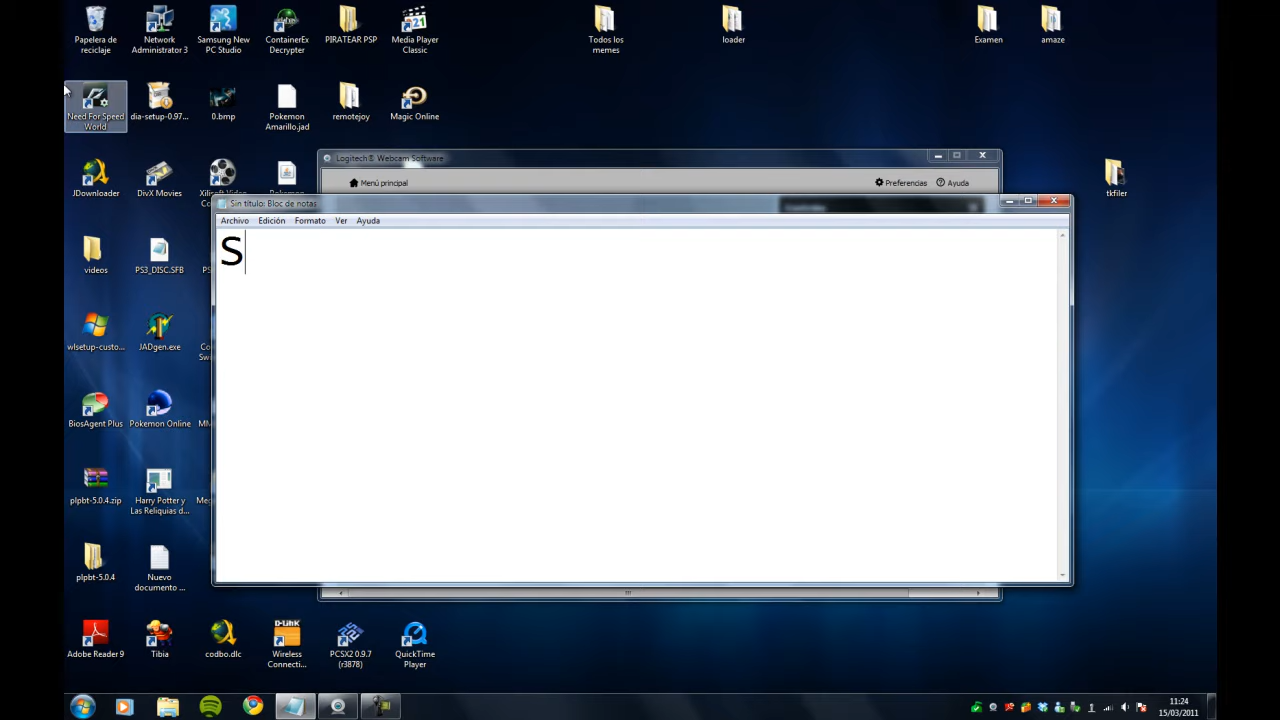 Papelera de reciclaje
Network Administrator 3
Samsung New PC Studio
ContainerEx Decrypter
PIRATEAR PSP
Media Player Classic
Todos los memes
loader
Examen
amaze
Need For Speed World
dia-setup-0.97...
0.bmp
Pokemon Amarillo.jad
remotejoy
Magic Online
Logitech® Webcam Software
Menú principal
Preferencias
Ayuda
JDownloader
DivX Movies
Xilisoft Video
Pokemon
tkfiler
Sin título: Bloc de notas
Archivo Edición Formato Ver Ayuda
S
videos
PS3_DISC.SFB
PS
wlsetup-custo...
JADgen.exe
BiosAgent Plus
Pokemon Online
plpbt-5.0.4.zip
Harry Potter y Las Reliquias d...
plpbt-5.0.4
Nuevo documento ...
Adobe Reader 9
Tibia
codbo.dlc
D-Link
Wireless Connecti...
PCSX2 0.9.7 (r3878)
QuickTime Player
11:24
15/03/2011